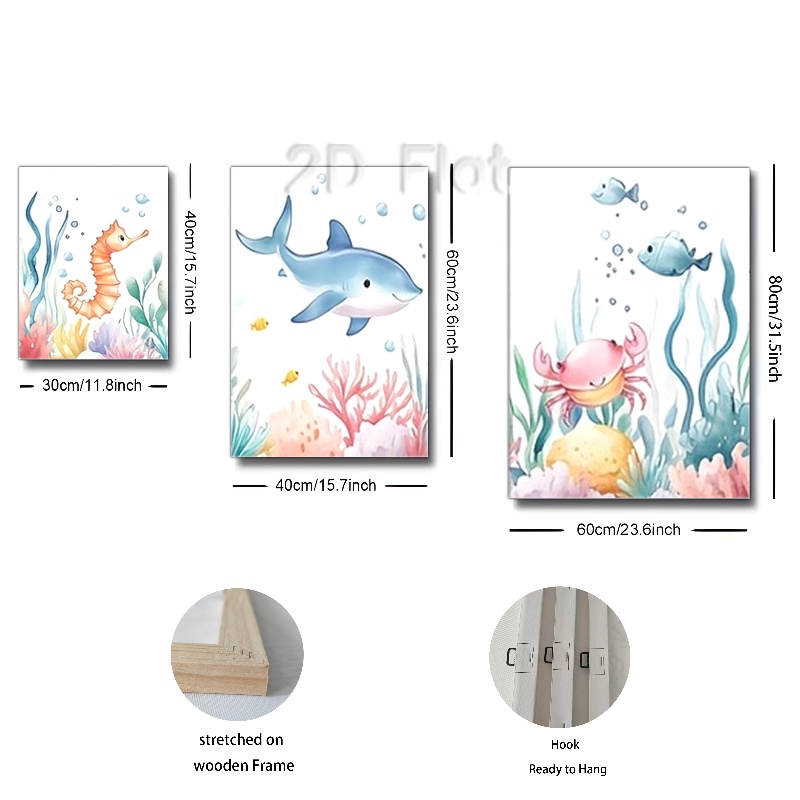 2D Flat
40cm/15.7inch
30cm/11.8inch
60cm/23.6inch
40cm/15.7inch
80cm/31.5inch
60cm/23.6inch
stretched on
wooden Frame
Hook
Ready to Hang